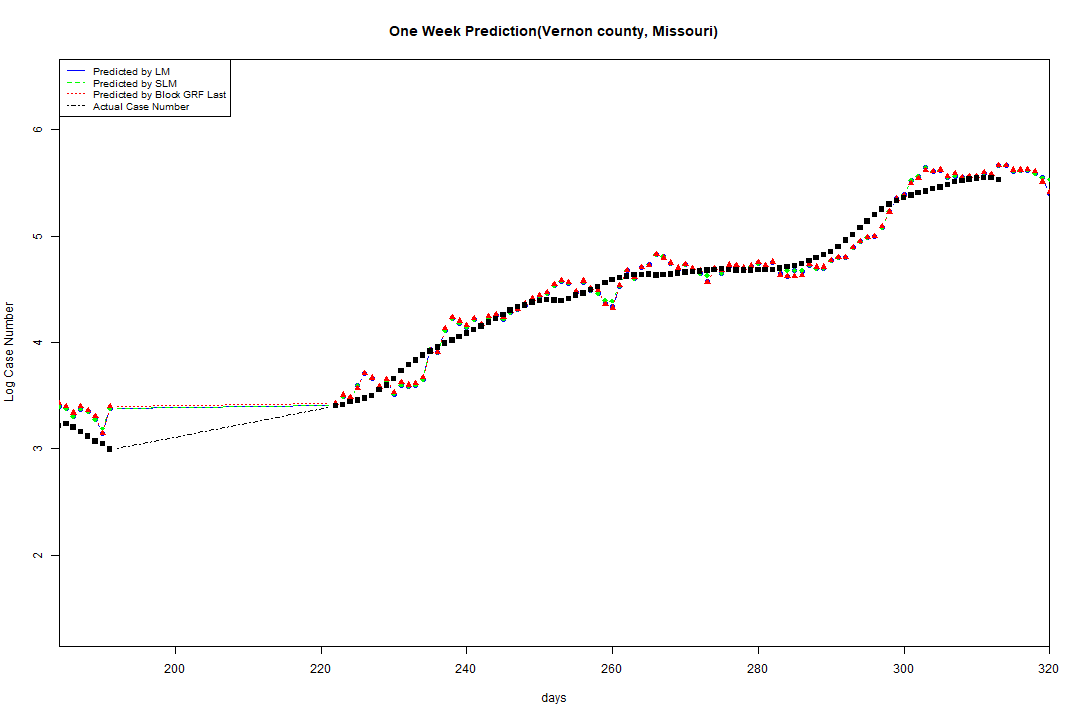 One Week Prediction(Vernon county, Missouri)
Predicted by LM
Predicted by SLM
Predicted by Block GRF Last
Actual Case Number
6
5
4
3
2
Log Case Number
200 220 240 260 280 300 320
days